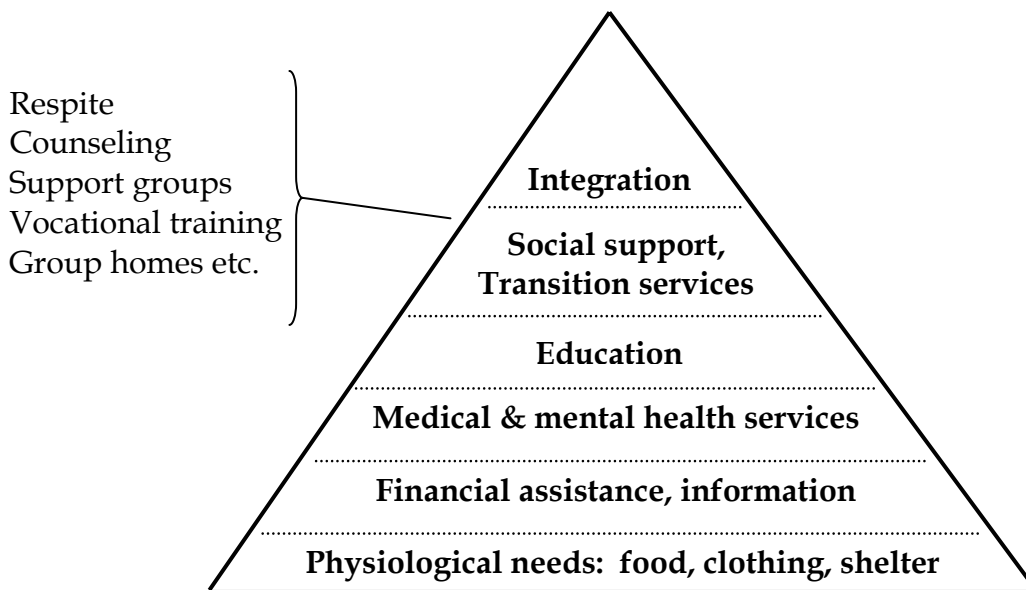 Respite
Counseling
Support groups
Vocational training
Group homes etc.
Integration
Social support,
Transition services
Education
Medical & mental health services
Financial assistance, information
Physiological needs:  food, clothing, shelter